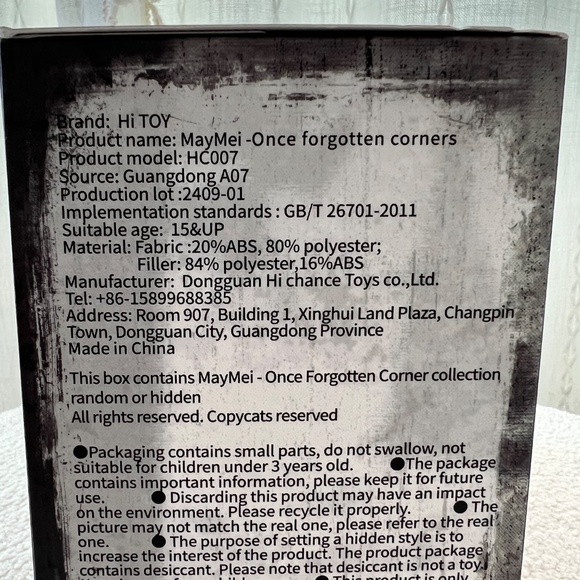 Brand: Hi TOY
Product name: MayMei -Once forgotten corners
Product model: HC007
Source: Guangdong A07
Production lot :2409-01
Implementation standards : GB/T 26701-2011
Suitable age: 15&UP
Material: Fabric :20%ABS, 80% polyester;
Filler: 84% polyester,16%ABS
Manufacturer: Dongguan Hi chance Toys co.,Ltd.
Tel: +86-15899688385
Address: Room 907, Building 1, Xinghui Land Plaza, Changpin
Town, Dongguan City, Guangdong Province
Made in China
This box contains MayMei - Once Forgotten Corner collection
random or hidden
All rights reserved. Copycats reserved
●Packaging contains small parts, do not swallow, not
suitable for children under 3 years old. ●The package
contains important information, please keep it for future
use. ● Discarding this product may have an impact
on the environment. Please recycle it properly. ● The
picture may not match the real one, please refer to the real
one. ● The purpose of setting a hidden style is to
increase the interest of the product. The product package
contains desiccant. Please note that desiccant is not a toy.
● This product is only